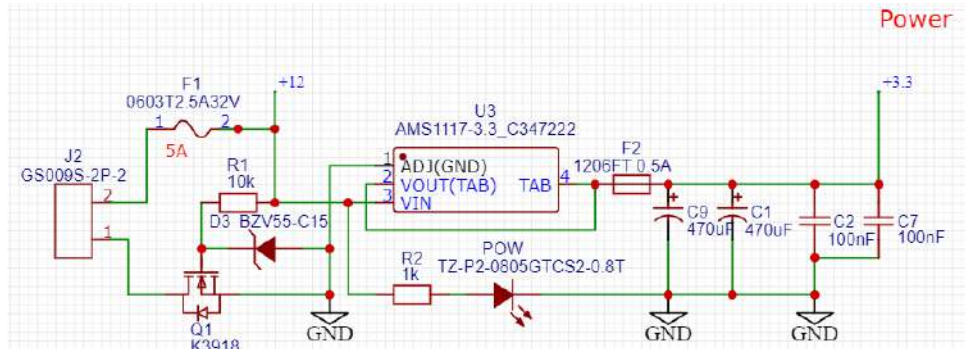 Power
F1
0603T2.5A32V
+12
+3.3
1 2
5A
U3
AMS1117-3.3_C347222
J2
GS009S-2P-2
R1
10k
1 ADJ(GND)
2 VOUT(TAB) TAB 4
3 VIN
F2
1206FT 0.5A
2
1
D3 BZV55-C15
+
C9
470uF
+
C1
470uF
C2
100nF
C7
100nF
R2
1k
POW
TZ-P2-0805GTCS2-0.8T
Q1
K3918
GND
GND
GND